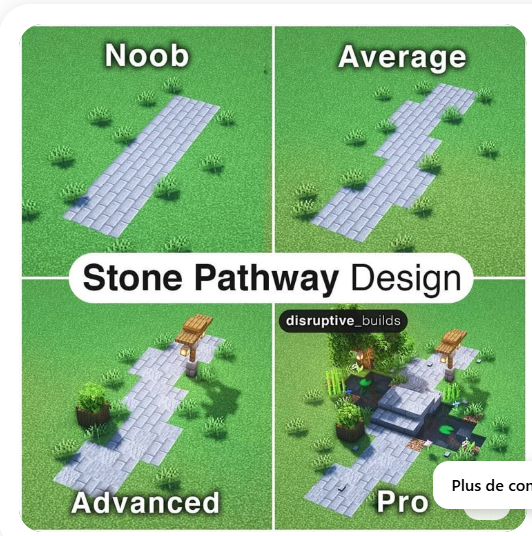 Noob
Average
Stone Pathway Design
disruptive_builds
Advanced
Pro
Plus de con